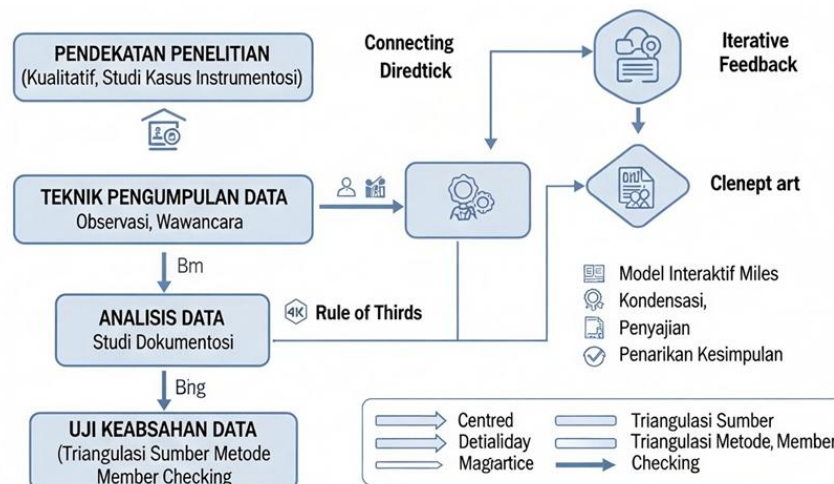 PENDEKATAN PENELITIAN
(Kualitatif, Studi Kasus Instrumentosi)
TEKNIK PENGUMPULAN DATA
Observasi, Wawancara
Bm
ANALISIS DATA
Studi Dokumentosi
Bihg
UJI KEABSAHAN DATA
(Triangulasi Sumber Metode
Member Checking
Connecting
Diredtick
Iterative
Feedback
Clenept art
4K Rule of Thirds
Model Interaktif Miles
Kondensasi,
Penyajian
Penarikan Kesimpulan
Centred
Detialiday
Magiartice
Triangulasi Sumber
Triangulasi Metode, Member
Checking